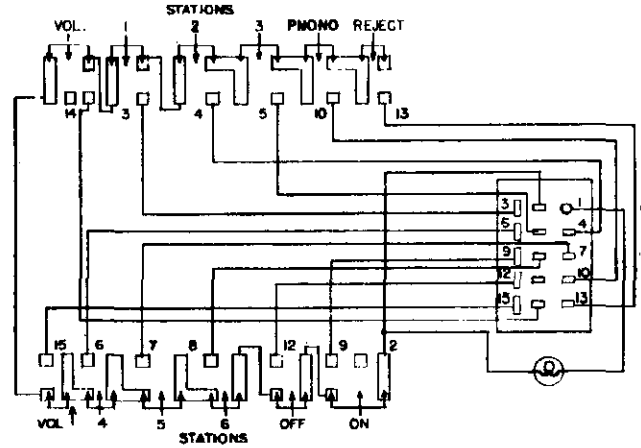 STATIONS
VOL. 1 2 3 PMONO REJECT
14 3 4 5 10 13
3 1
6 4
9 7
12 10
15 13
15 6 7 8 12 9 2
VOL 4 5 6 OFF ON
STATIONS